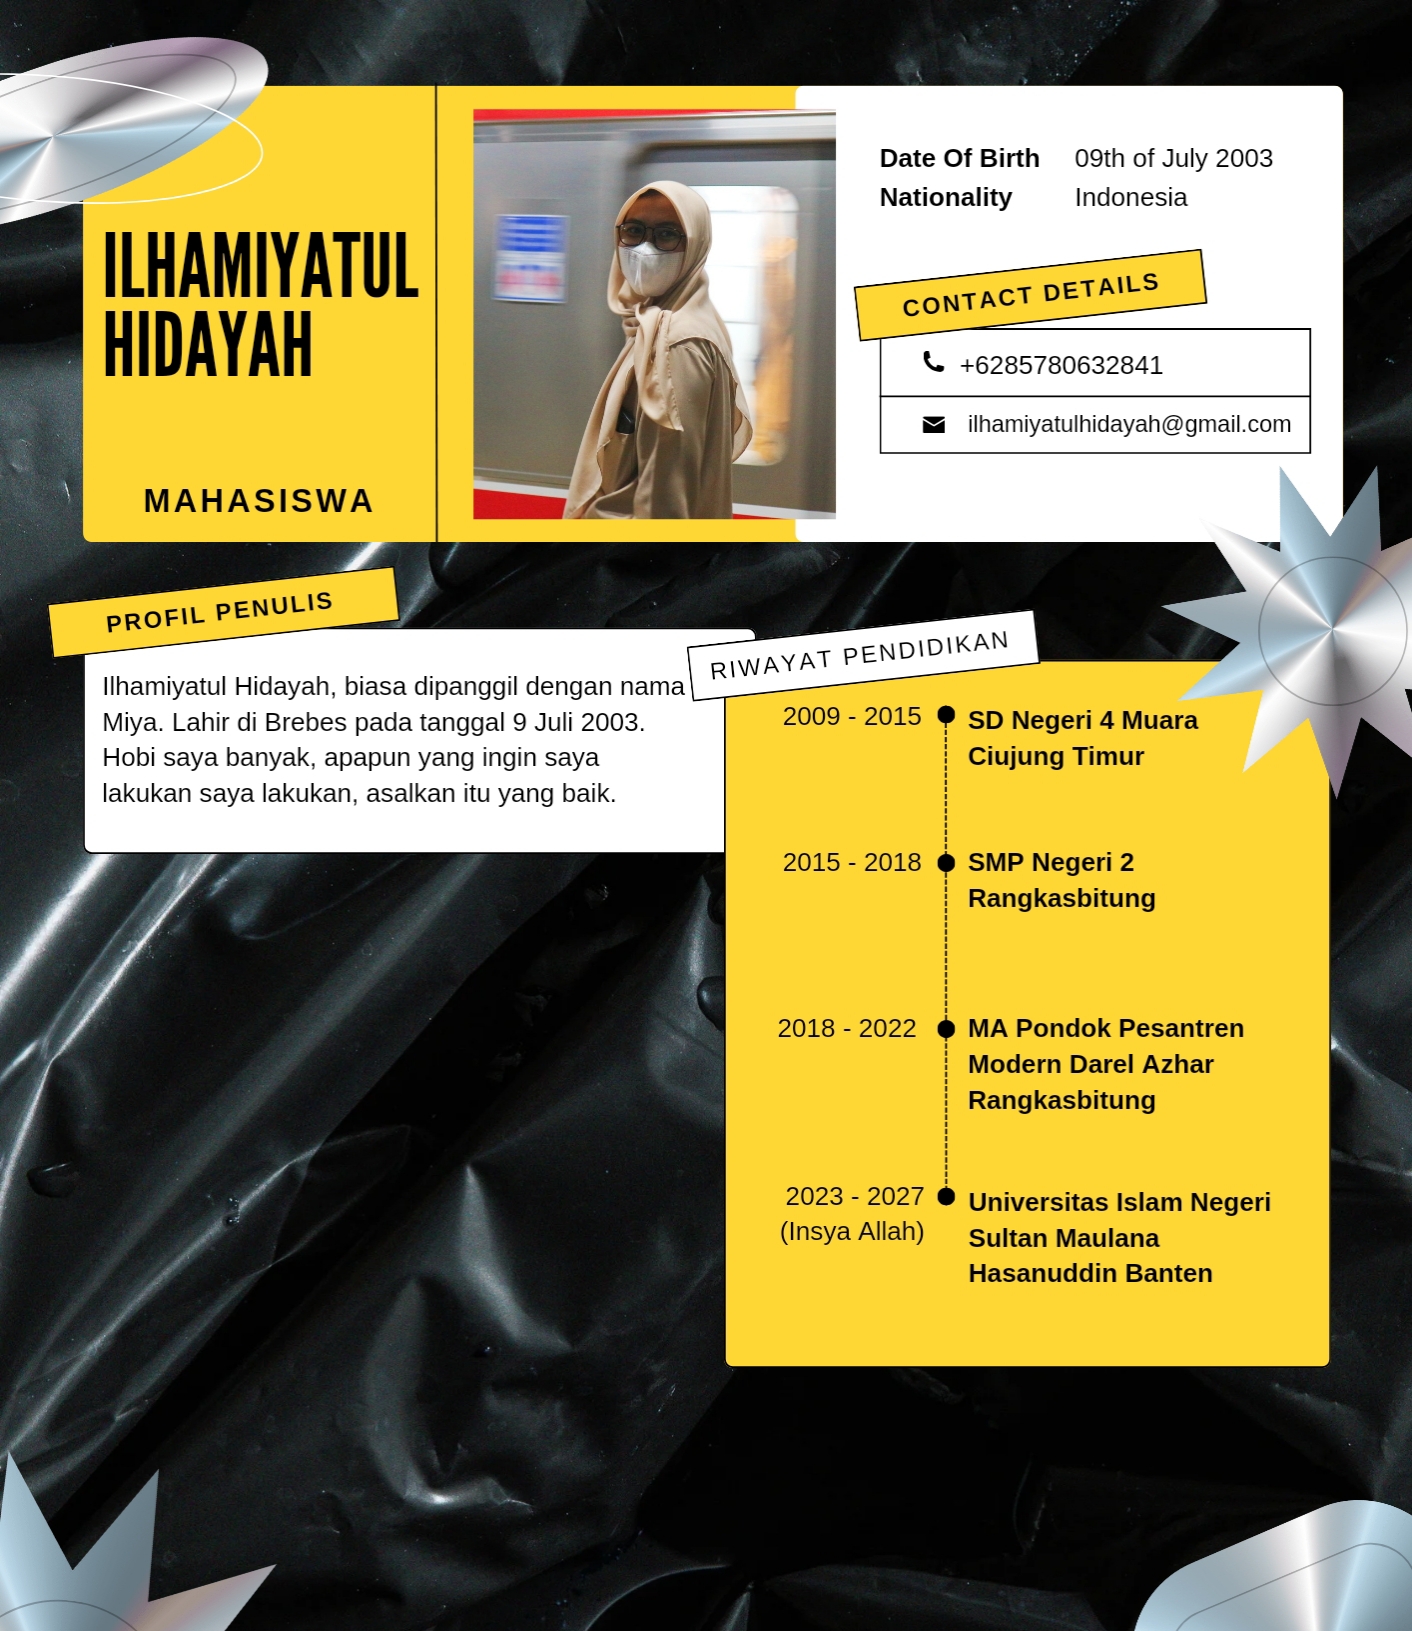 ILHAMIYATUL
HIDAYAH
MAHASISWA
Date Of Birth 09th of July 2003
Nationality Indonesia
CONTACT DETAILS
+6285780632841
ilhamiyatulhidayah@gmail.com
PROFIL PENULIS
Ilhamiyatul Hidayah, biasa dipanggil dengan nama
Miya. Lahir di Brebes pada tanggal 9 Juli 2003.
Hobi saya banyak, apapun yang ingin saya
lakukan saya lakukan, asalkan itu yang baik.
RIWAYAT PENDIDIKAN
2009 - 2015 SD Negeri 4 Muara
Ciujung Timur
2015 - 2018 SMP Negeri 2
Rangkasbitung
2018 - 2022 MA Pondok Pesantren
Modern Darel Azhar
Rangkasbitung
2023 - 2027 Universitas Islam Negeri
(Insya Allah) Sultan Maulana
Hasanuddin Banten